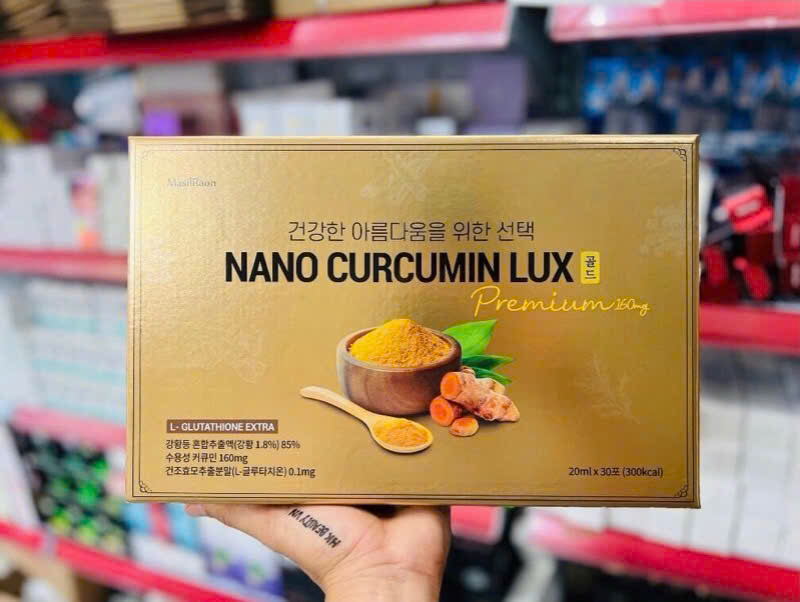 MasilRaon
건강한 아름다움을 위한 선택
NANO CURCUMIN LUX 골드
Premium 160mg
L- GLUTATHIONE EXTRA
강황등 혼합추출액(강황 1.8%) 85%
수용성 커큐민 160mg
건조효모추출분말(L-글루타치온) 0.1mg
20ml x 30포 (300kcal)
HK BEAUTY VN